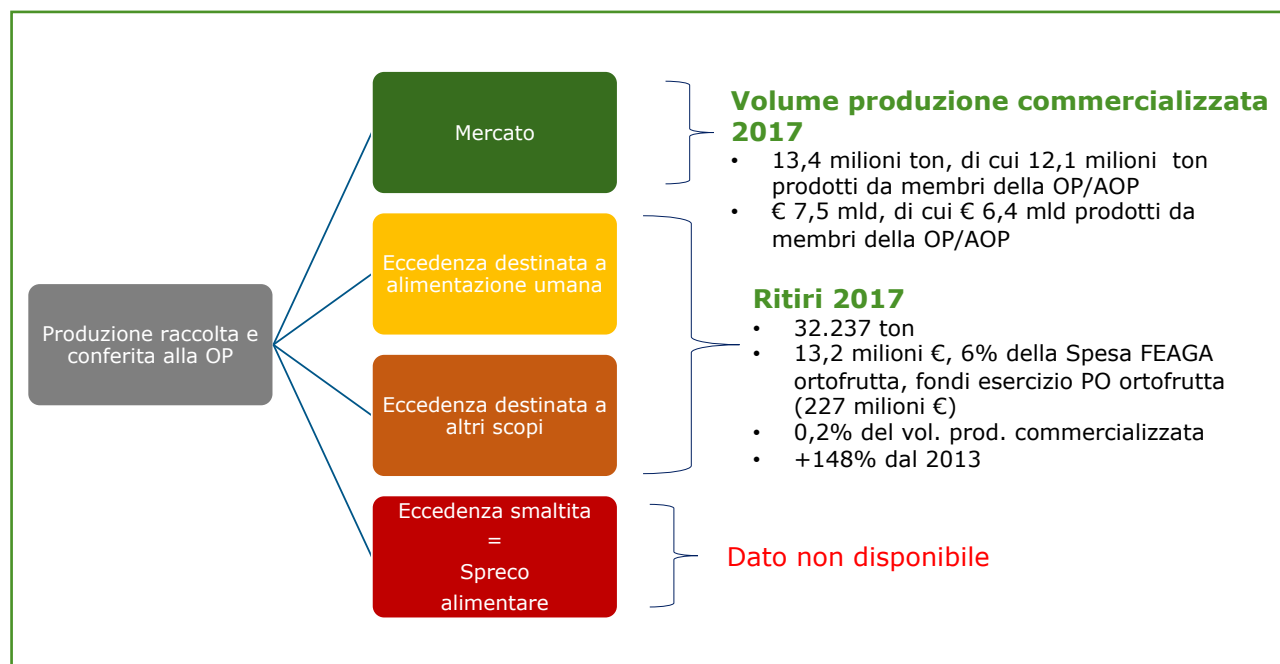 Produzione raccolta e
conferita alla OP
Mercato
Eccedenza destinata a
alimentazione umana
Eccedenza destinata a
altri scopi
Eccedenza smaltita
=
Spreco
alimentare
Volume produzione commercializzata
2017
• 13,4 milioni ton, di cui 12,1 milioni ton
prodotti da membri della OP/AOP
• € 7,5 mld, di cui € 6,4 mld prodotti da
membri della OP/AOP
Ritiri 2017
• 32.237 ton
• 13,2 milioni €, 6% della Spesa FEAGA
ortofrutta, fondi esercizio PO ortofrutta
(227 milioni €)
• 0,2% del vol. prod. commercializzata
• +148% dal 2013
Dato non disponibile